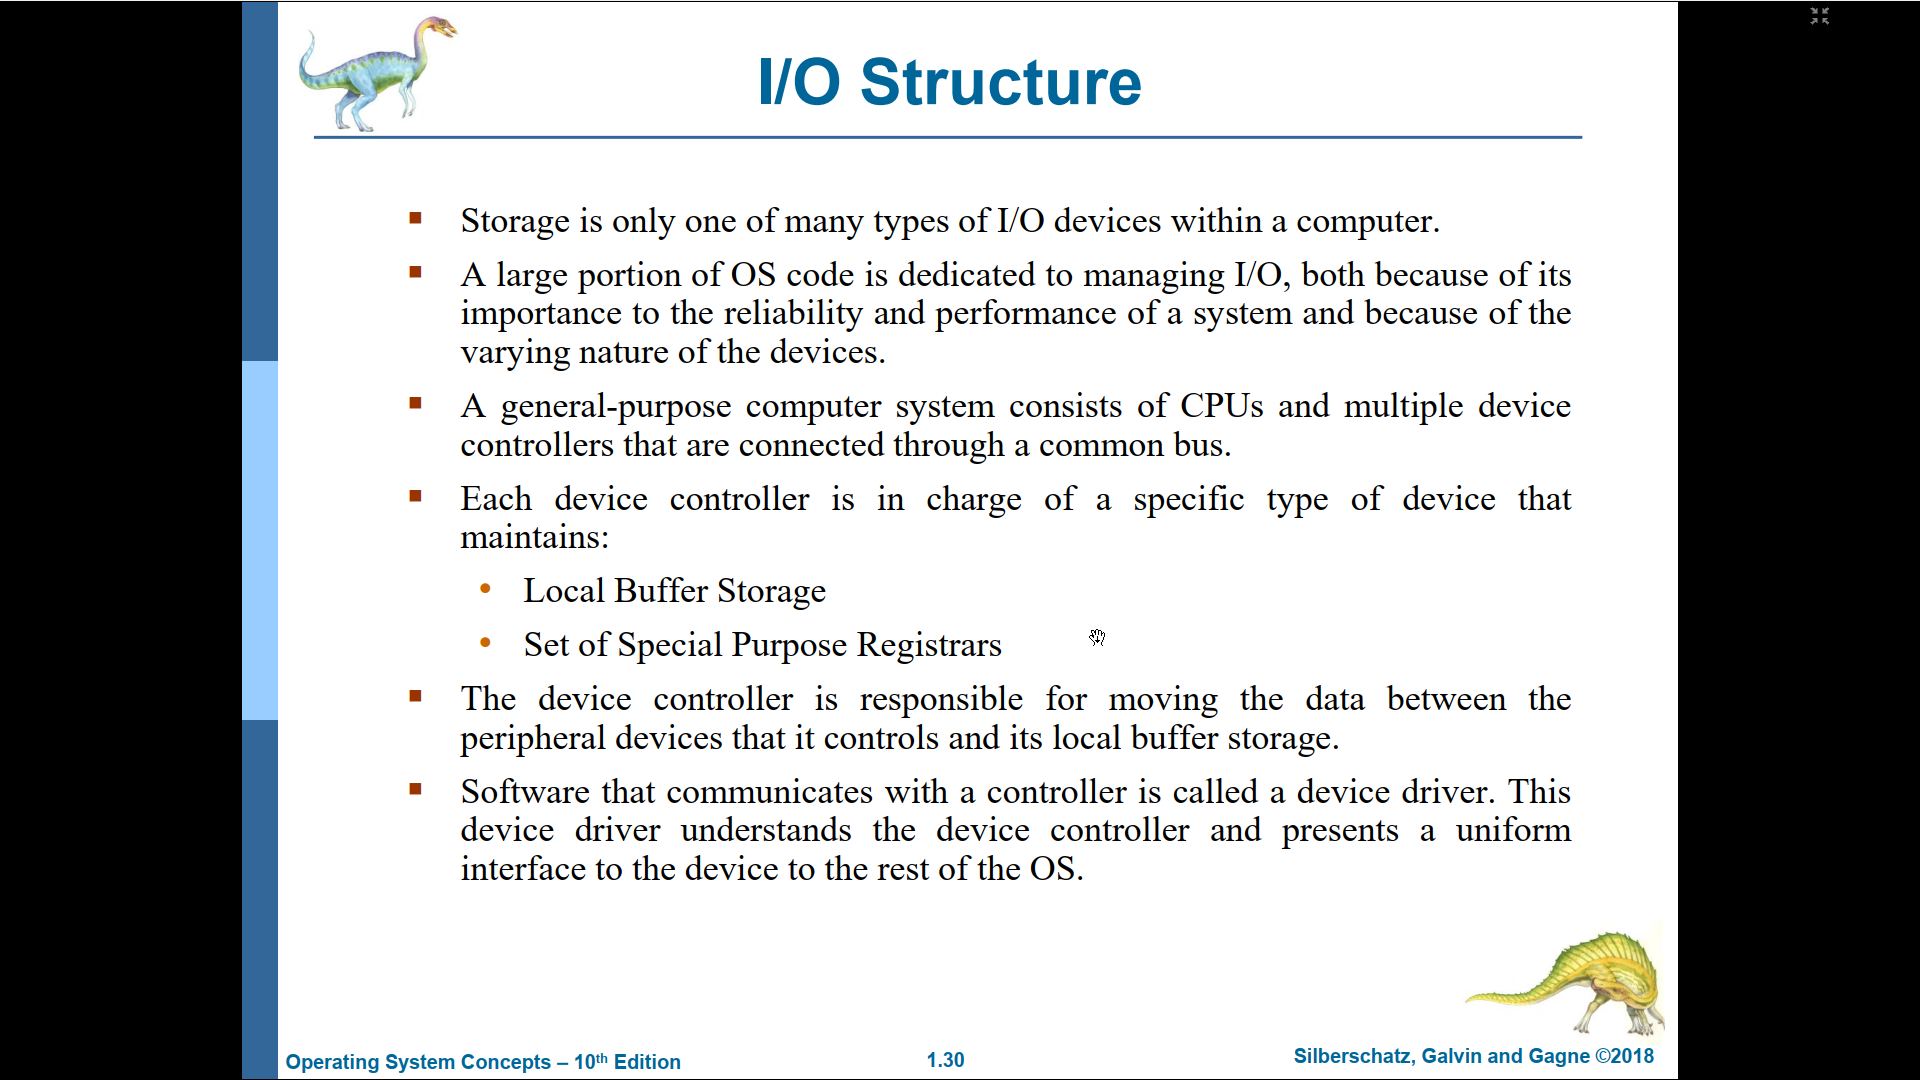 I/O Structure
Storage is only one of many types of I/O devices within a computer.
A large portion of OS code is dedicated to managing I/O, both because of its
importance to the reliability and performance of a system and because of the
varying nature of the devices.
A general-purpose computer system consists of CPUs and multiple device
controllers that are connected through a common bus.
Each device controller is in charge of a specific type of device that
maintains:
Local Buffer Storage
Set of Special Purpose Registrars
The device controller is responsible for moving the data between the
peripheral devices that it controls and its local buffer storage.
Software that communicates with a controller is called a device driver. This
device driver understands the device controller and presents a uniform
interface to the device to the rest of the OS.
Operating System Concepts – 10th Edition
1.30
Silberschatz, Galvin and Gagne ©2018